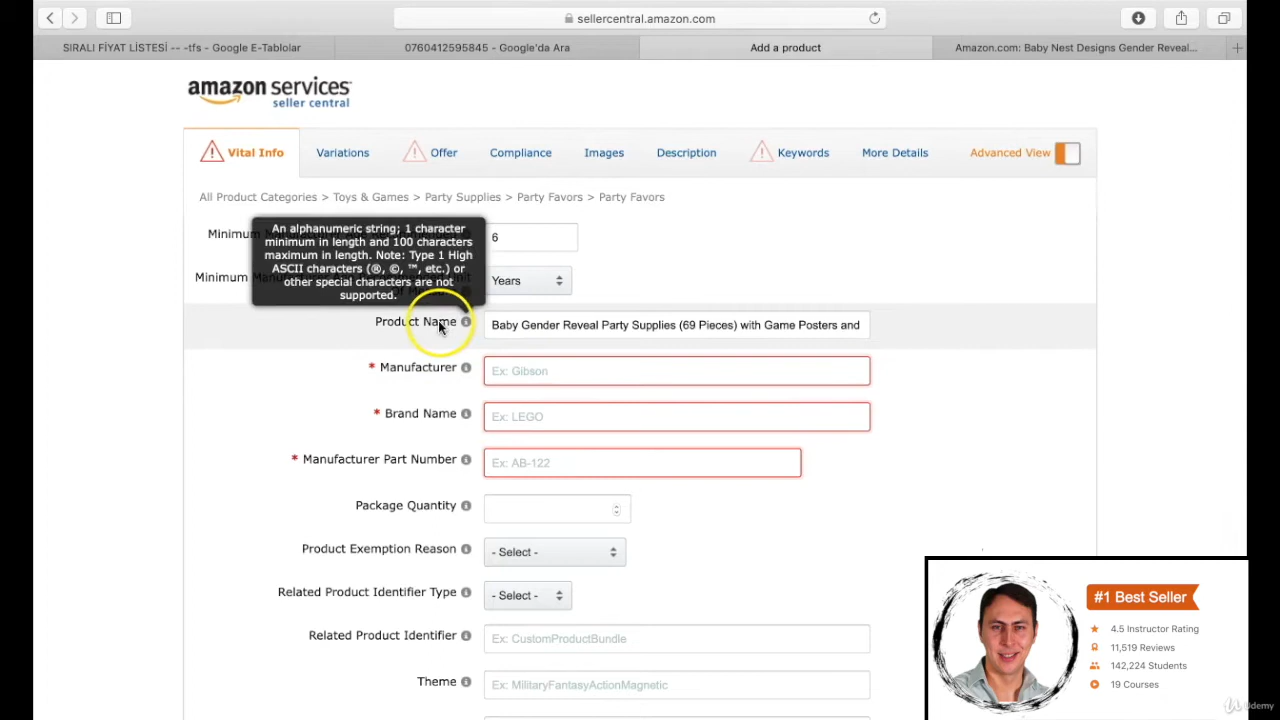 sellercentral.amazon.com
SIRALI FİYAT LİSTESİ -- -tfs - Google E-Tablolar
0760412595845 - Google'da Ara
Add a product
Amazon.com: Baby Nest Designs Gender Reveal...
amazon services
seller central
Vital Info
Variations
Offer
Compliance
Images
Description
Keywords
More Details
Advanced View
All Product Categories > Toys & Games > Party Supplies > Party Favors > Party Favors
An alphanumeric string; 1 character
minimum in length and 100 characters
maximum in length. Note: Type 1 High
ASCII characters (®, ©, ™, etc.) or
other special characters are not
supported.
6
Years
Product Name
Baby Gender Reveal Party Supplies (69 Pieces) with Game Posters and
* Manufacturer
Ex: Gibson
* Brand Name
Ex: LEGO
* Manufacturer Part Number
Ex: AB-122
Package Quantity
Product Exemption Reason
- Select -
Related Product Identifier Type
- Select -
Related Product Identifier
Ex: CustomProductBundle
Theme
Ex: MilitaryFantasyActionMagnetic
#1 Best Seller
4.5 Instructor Rating
11,519 Reviews
142,224 Students
19 Courses
Udemy